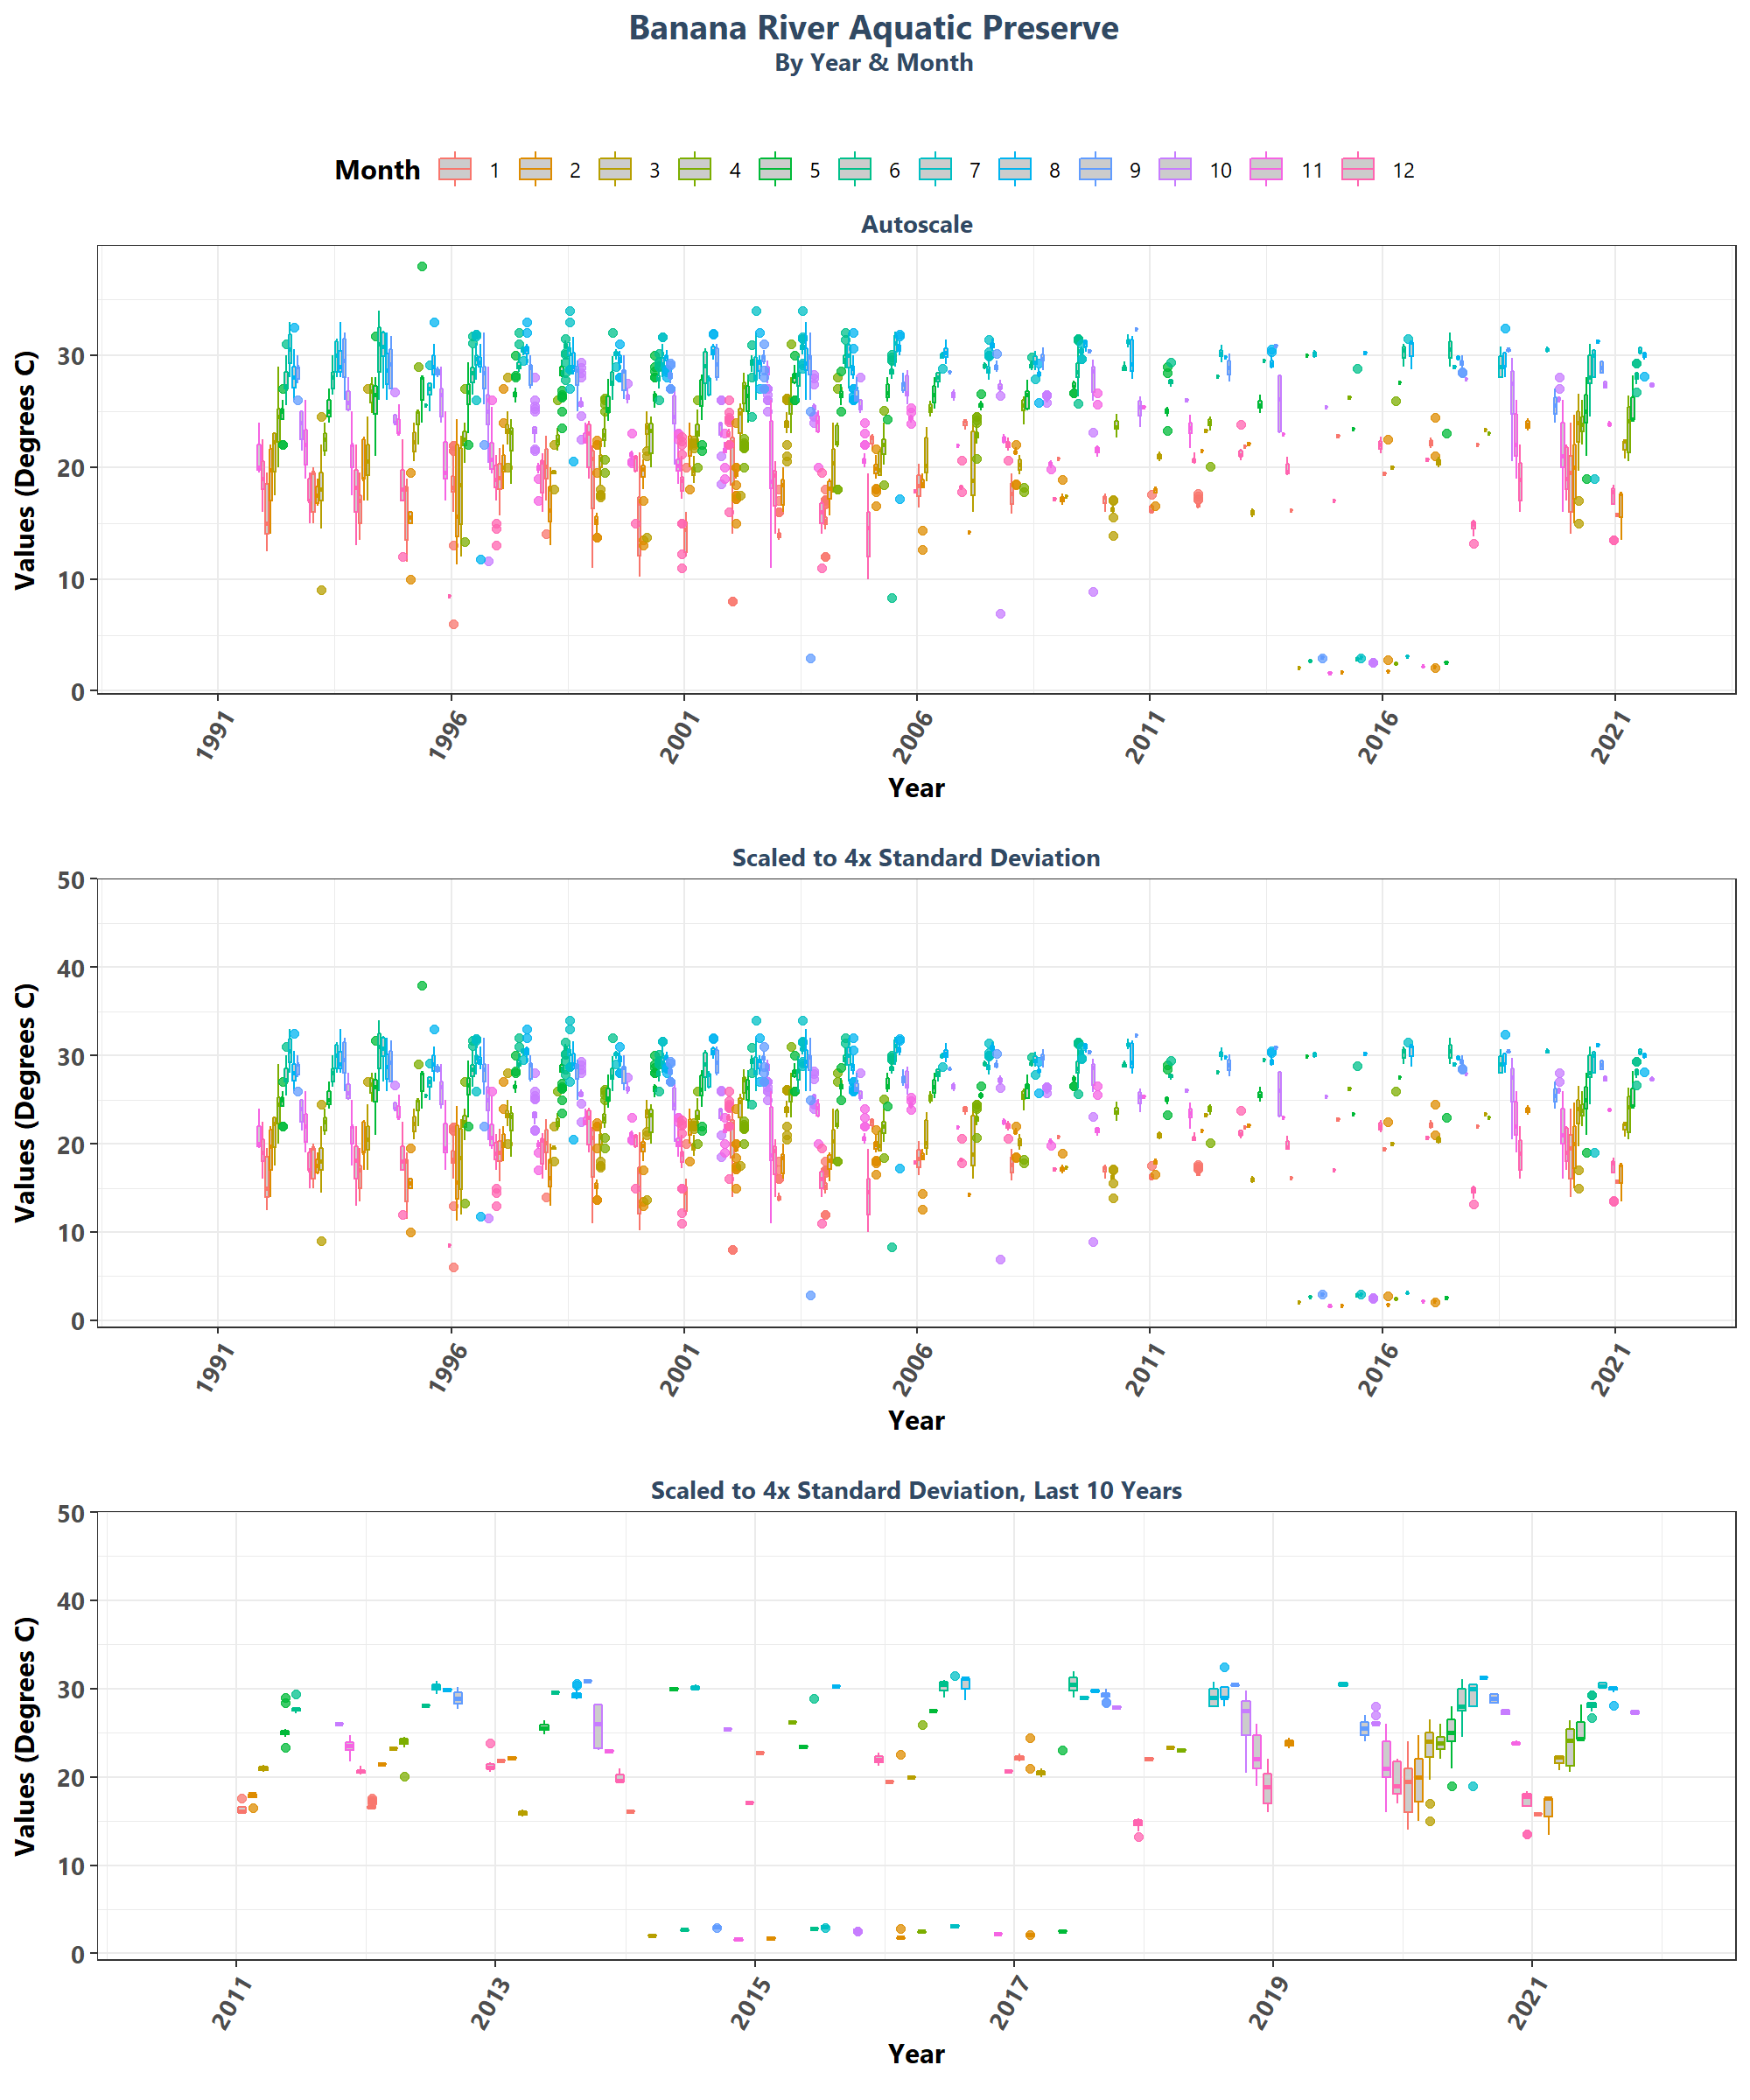 Banana River Aquatic Preserve
By Year & Month
Month 1 2 3 4 5 6 7 8 9 10 11 12
Autoscale
Values (Degrees C)
30
20
10
0
1991 1996 2001 2006 2011 2016 2021
Year
Scaled to 4x Standard Deviation
Values (Degrees C)
50
40
30
20
10
0
1991 1996 2001 2006 2011 2016 2021
Year
Scaled to 4x Standard Deviation, Last 10 Years
Values (Degrees C)
50
40
30
20
10
0
2011 2013 2015 2017 2019 2021
Year